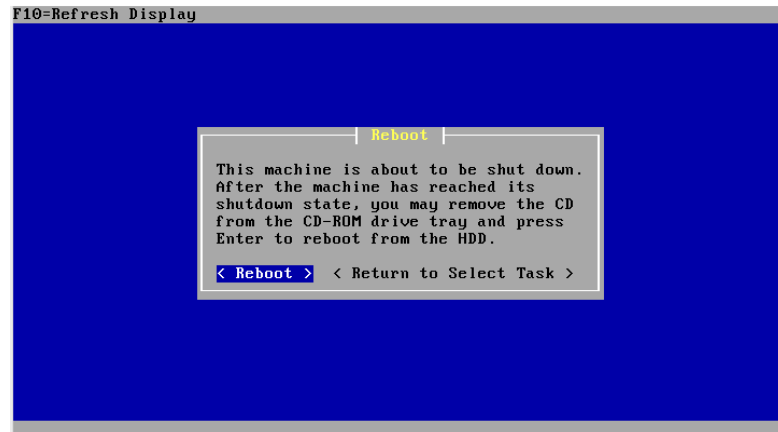 F10=Refresh Display
Reboot
This machine is about to be shut down.
After the machine has reached its
shutdown state, you may remove the CD
from the CD-ROM drive tray and press
Enter to reboot from the HDD.
< Reboot > < Return to Select Task >